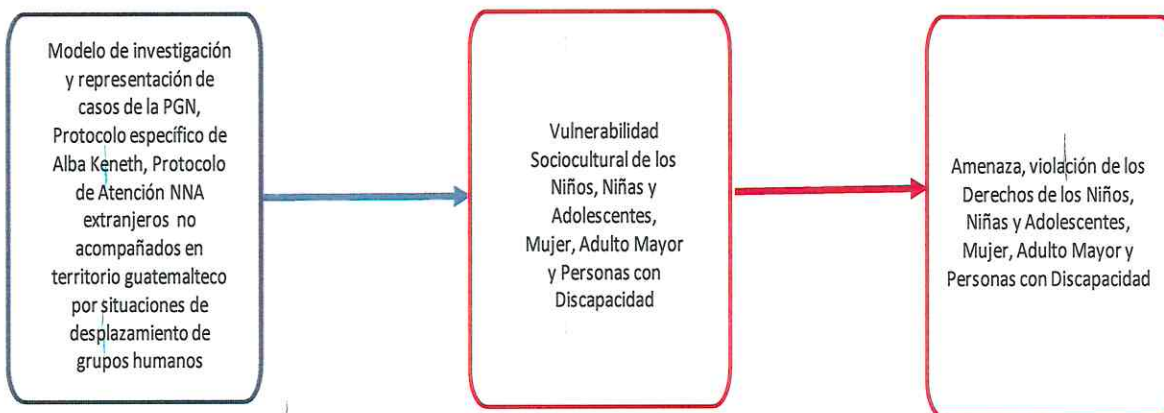 Modelo de investigación
y representación de
casos de la PGN,
Protocolo específico de
Alba Keneth, Protocolo
de Atención NNA
extranjeros no
acompañados en
territorio guatemalteco
por situaciones de
desplazamiento de
grupos humanos
Vulnerabilidad
Sociocultural de los
Niños, Niñas y
Adolescentes,
Mujer, Adulto Mayor
y Personas con
Discapacidad
Amenaza, violación de los
Derechos de los Niños,
Niñas y Adolescentes,
Mujer, Adulto Mayor y
Personas con Discapacidad